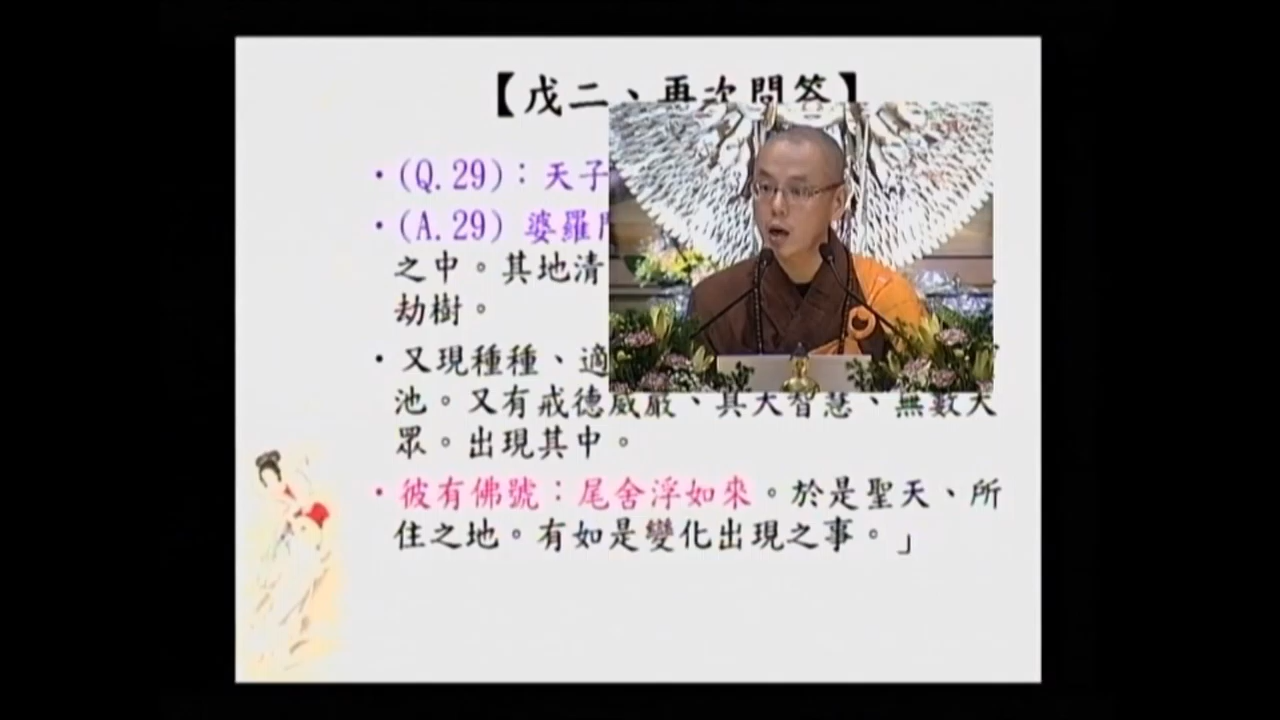 【戊二、再次問答】
•(Q.29)：天子
•(A.29) 婆羅門
之中。其地清
劫樹。
•又現種種、適
池。又有戒德威嚴、具大智慧、無數大
眾。出現其中。
•彼有佛號：尾舍浮如來。於是聖天、所
住之地。有如是變化出現之事。」